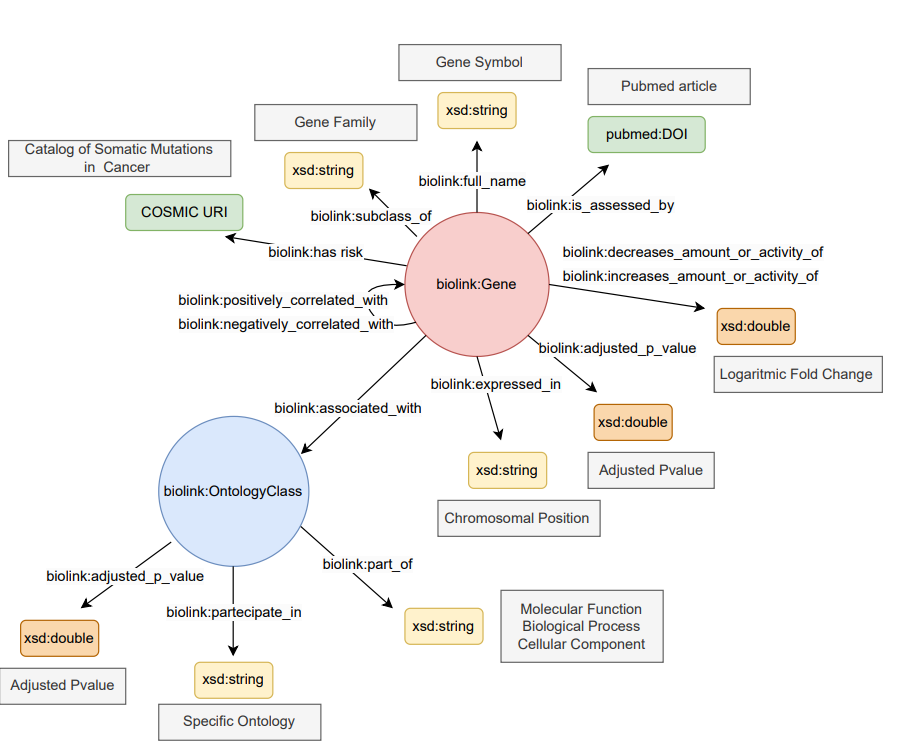 Gene Symbol
xsd:string
biolink:full_name
Pubmed article
pubmed:DOI
biolink:is_assessed_by
Gene Family
xsd:string
biolink:subclass_of
Catalog of Somatic Mutations
in Cancer
COSMIC URI
biolink:has risk
biolink:Gene
biolink:decreases_amount_or_activity_of
biolink:increases_amount_or_activity_of
xsd:double
Logaritmic Fold Change
biolink:positively_correlated_with
biolink:negatively_correlated_with
biolink:adjusted_p_value
xsd:double
Adjusted Pvalue
biolink:expressed_in
xsd:string
Chromosomal Position
biolink:associated_with
biolink:OntologyClass
biolink:adjusted_p_value
xsd:double
Adjusted Pvalue
biolink:partecipate_in
xsd:string
Specific Ontology
biolink:part_of
xsd:string
Molecular Function
Biological Process
Cellular Component